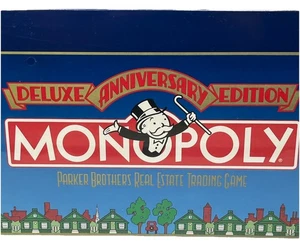 DELUXE ANNIVERSARY EDITION
MONOPOLY®
PARKER BROTHERS REAL ESTATE TRADING GAME